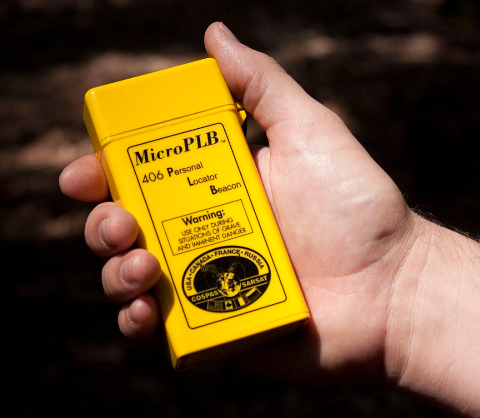 MicroPLB™
406 Personal
Locator
Beacon
Warning:
USE ONLY DURING
SITUATIONS OF GRAVE
AND IMMINENT DANGER
USA • CANADA • FRANCE • RUSSIA
COSPAS SARSAT